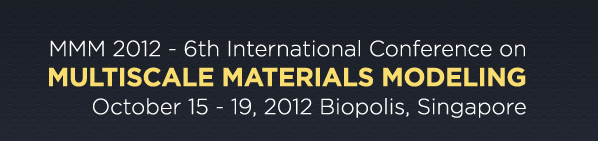 MMM 2012 - 6th International Conference on
MULTISCALE MATERIALS MODELING
October 15 - 19, 2012 Biopolis, Singapore